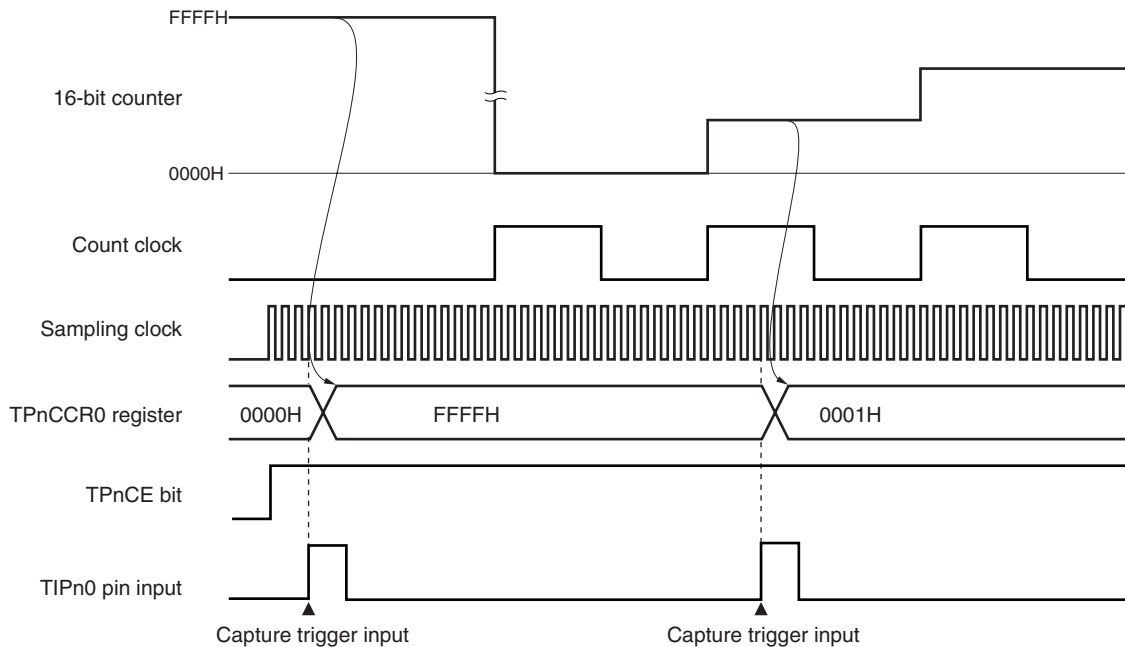 FFFFH
16-bit counter
0000H
Count clock
Sampling clock
TPnCCR0 register
0000H
FFFFH
0001H
TPnCE bit
TIPn0 pin input
Capture trigger input
Capture trigger input